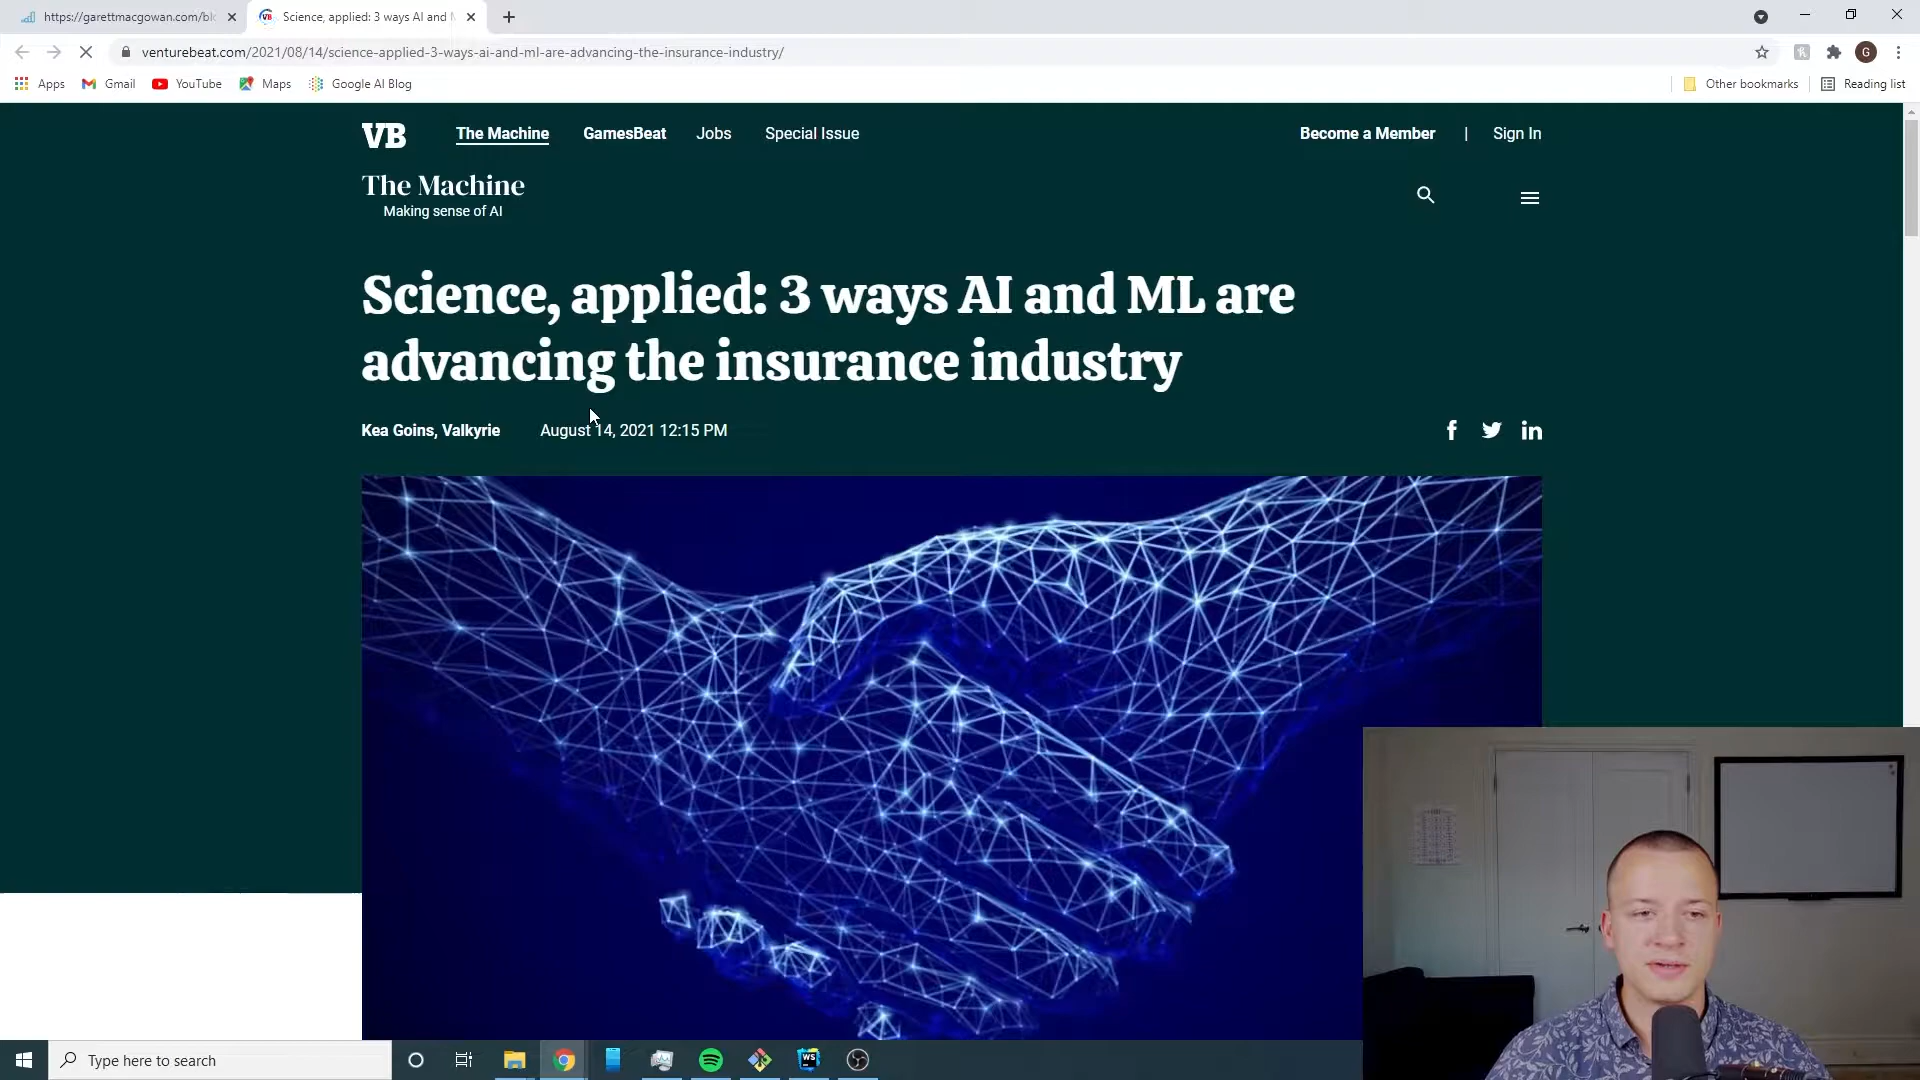 https://garettmacgowan.com/bl
Science, applied: 3 ways AI and M
venturebeat.com/2021/08/14/science-applied-3-ways-ai-and-ml-are-advancing-the-insurance-industry/
G
Apps
Gmail
YouTube
Maps
Google AI Blog
Other bookmarks
Reading list
VB
The Machine
GamesBeat
Jobs
Special Issue
Become a Member
|
Sign In
The Machine
Making sense of AI
Science, applied: 3 ways AI and ML are
advancing the insurance industry
Kea Goins, Valkyrie
August 14, 2021 12:15 PM
Type here to search
WS